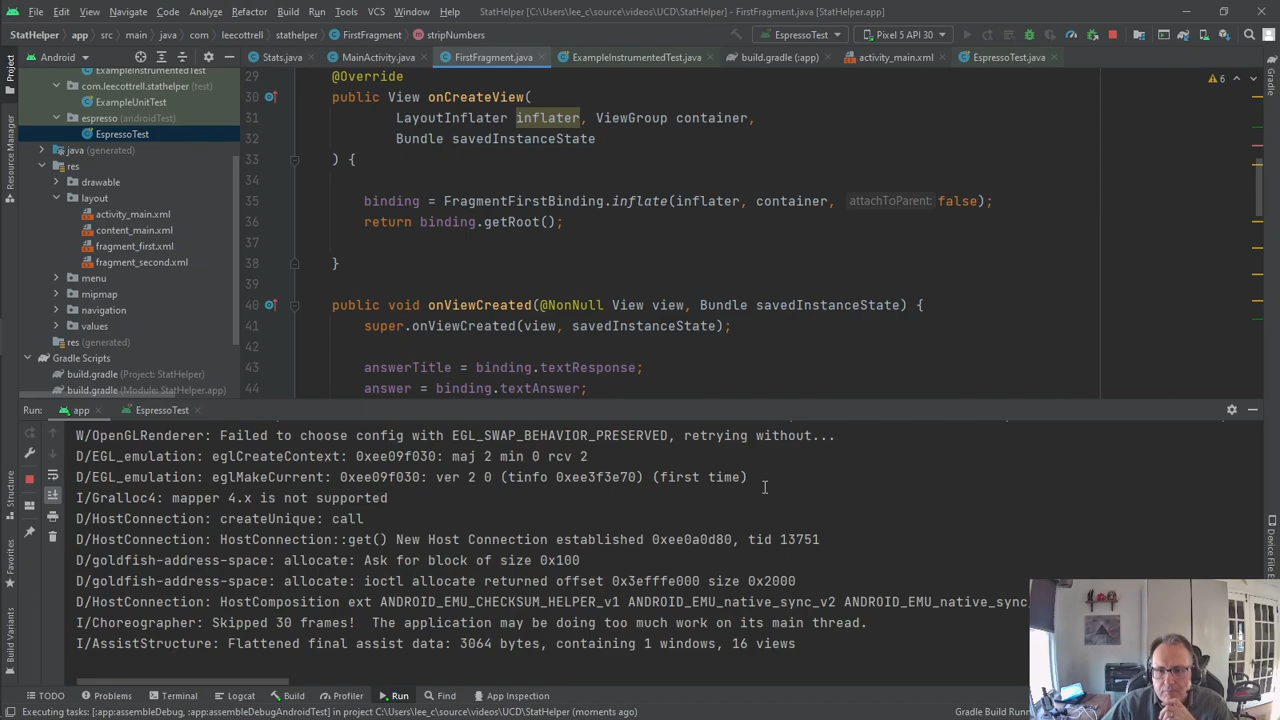 File Edit View Navigate Code Analyze Refactor Build Run Tools VCS Window Help StatHelper [C:\Users\lee_c\source\videos\UCD\StatHelper] - FirstFragment.java [StatHelper.app]
StatHelper app src main java com leecottrell stathelper FirstFragment stripNumbers EspressoTest Pixel 5 API 30
Android Stats.java MainActivity.java FirstFragment.java ExampleInstrumentedTest.java build.gradle (:app) activity_main.xml EspressoTest.java
Project
Resource Manager
Structure
Favorites
Build Variants
Gradle
Device File E
ExampleInstrumentedTest
com.leecottrell.stathelper (test)
ExampleUnitTest
espresso (androidTest)
EspressoTest
java (generated)
res
drawable
layout
activity_main.xml
content_main.xml
fragment_first.xml
fragment_second.xml
menu
mipmap
navigation
values
res (generated)
Gradle Scripts
build.gradle (Project: StatHelper)
build.gradle (Module: StatHelper.app)
6
29 @Override
30 public View onCreateView(
31 LayoutInflater inflater, ViewGroup container,
32 Bundle savedInstanceState
33 ) {
34
35 binding = FragmentFirstBinding.inflate(inflater, container, attachToParent: false);
36 return binding.getRoot();
37
38 }
39
40 public void onViewCreated(@NonNull View view, Bundle savedInstanceState) {
41 super.onViewCreated(view, savedInstanceState);
42
43 answerTitle = binding.textResponse;
44 answer = binding.textAnswer;
Run: app EspressoTest
W/OpenGLRenderer: Failed to choose config with EGL_SWAP_BEHAVIOR_PRESERVED, retrying without...
D/EGL_emulation: eglCreateContext: 0xee09f030: maj 2 min 0 rcv 2
D/EGL_emulation: eglMakeCurrent: 0xee09f030: ver 2 0 (tinfo 0xee3f3e70) (first time)
I/Gralloc4: mapper 4.x is not supported
D/HostConnection: createUnique: call
D/HostConnection: HostConnection::get() New Host Connection established 0xee0a0d80, tid 13751
D/goldfish-address-space: allocate: Ask for block of size 0x100
D/goldfish-address-space: allocate: ioctl allocate returned offset 0x3efffe000 size 0x2000
D/HostConnection: HostComposition ext ANDROID_EMU_CHECKSUM_HELPER_v1 ANDROID_EMU_native_sync_v2 ANDROID_EMU_native_sync_
I/Choreographer: Skipped 30 frames!  The application may be doing too much work on its main thread.
I/AssistStructure: Flattened final assist data: 3064 bytes, containing 1 windows, 16 views
TODO Problems Terminal Logcat Build Profiler Run Find App Inspection
Executing tasks: [:app:assembleDebug, :app:assembleDebugAndroidTest] in project C:\Users\lee_c\source\videos\UCD\StatHelper (moments ago) Gradle Build Runn